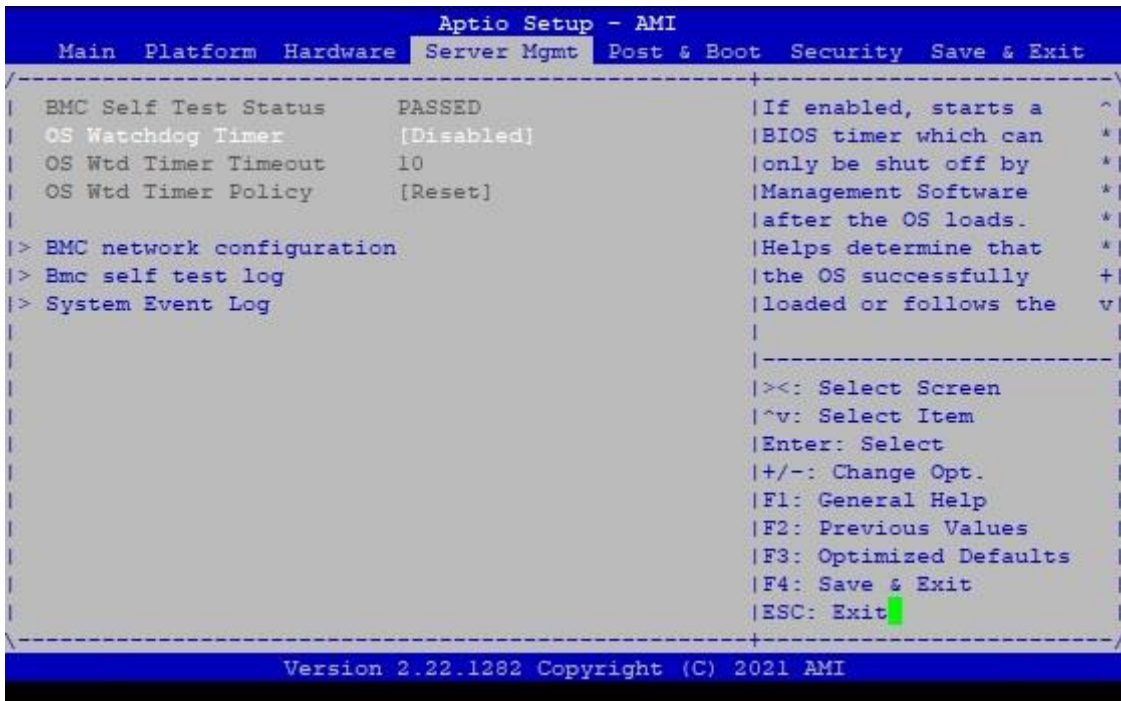 Aptio Setup - AMI
Main Platform Hardware Server Mgmt Post & Boot Security Save & Exit
BMC Self Test Status PASSED
OS Watchdog Timer [Disabled]
OS Wtd Timer Timeout 10
OS Wtd Timer Policy [Reset]
> BMC network configuration
> Bmc self test log
> System Event Log
If enabled, starts a ^
BIOS timer which can *
only be shut off by *
Management Software *
after the OS loads. *
Helps determine that *
the OS successfully +
loaded or follows the v
><: Select Screen
^v: Select Item
Enter: Select
+/-: Change Opt.
F1: General Help
F2: Previous Values
F3: Optimized Defaults
F4: Save & Exit
ESC: Exit
Version 2.22.1282 Copyright (C) 2021 AMI